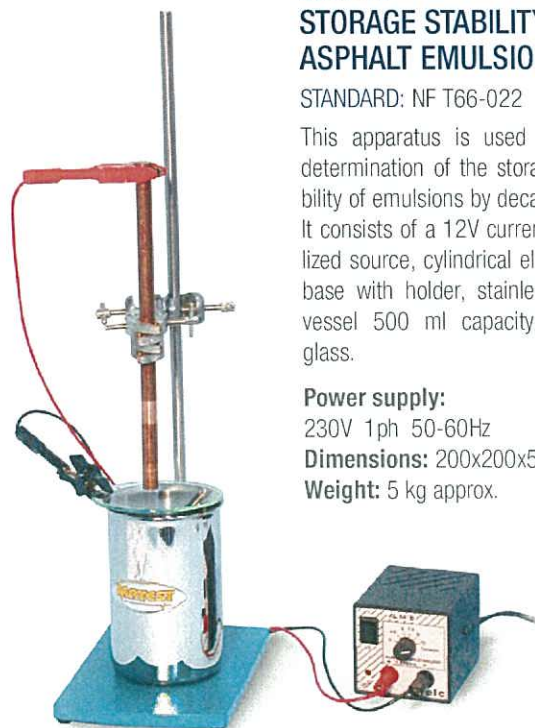 STORAGE STABILITY
ASPHALT EMULSIO
STANDARD: NF T66-022
This apparatus is used
determination of the stora
bility of emulsions by deca
It consists of a 12V curren
lized source, cylindrical el
base with holder, stainle
vessel 500 ml capacity
glass.
Power supply:
230V 1ph 50-60Hz
Dimensions: 200x200x5
Weight: 5 kg approx.
MATEST